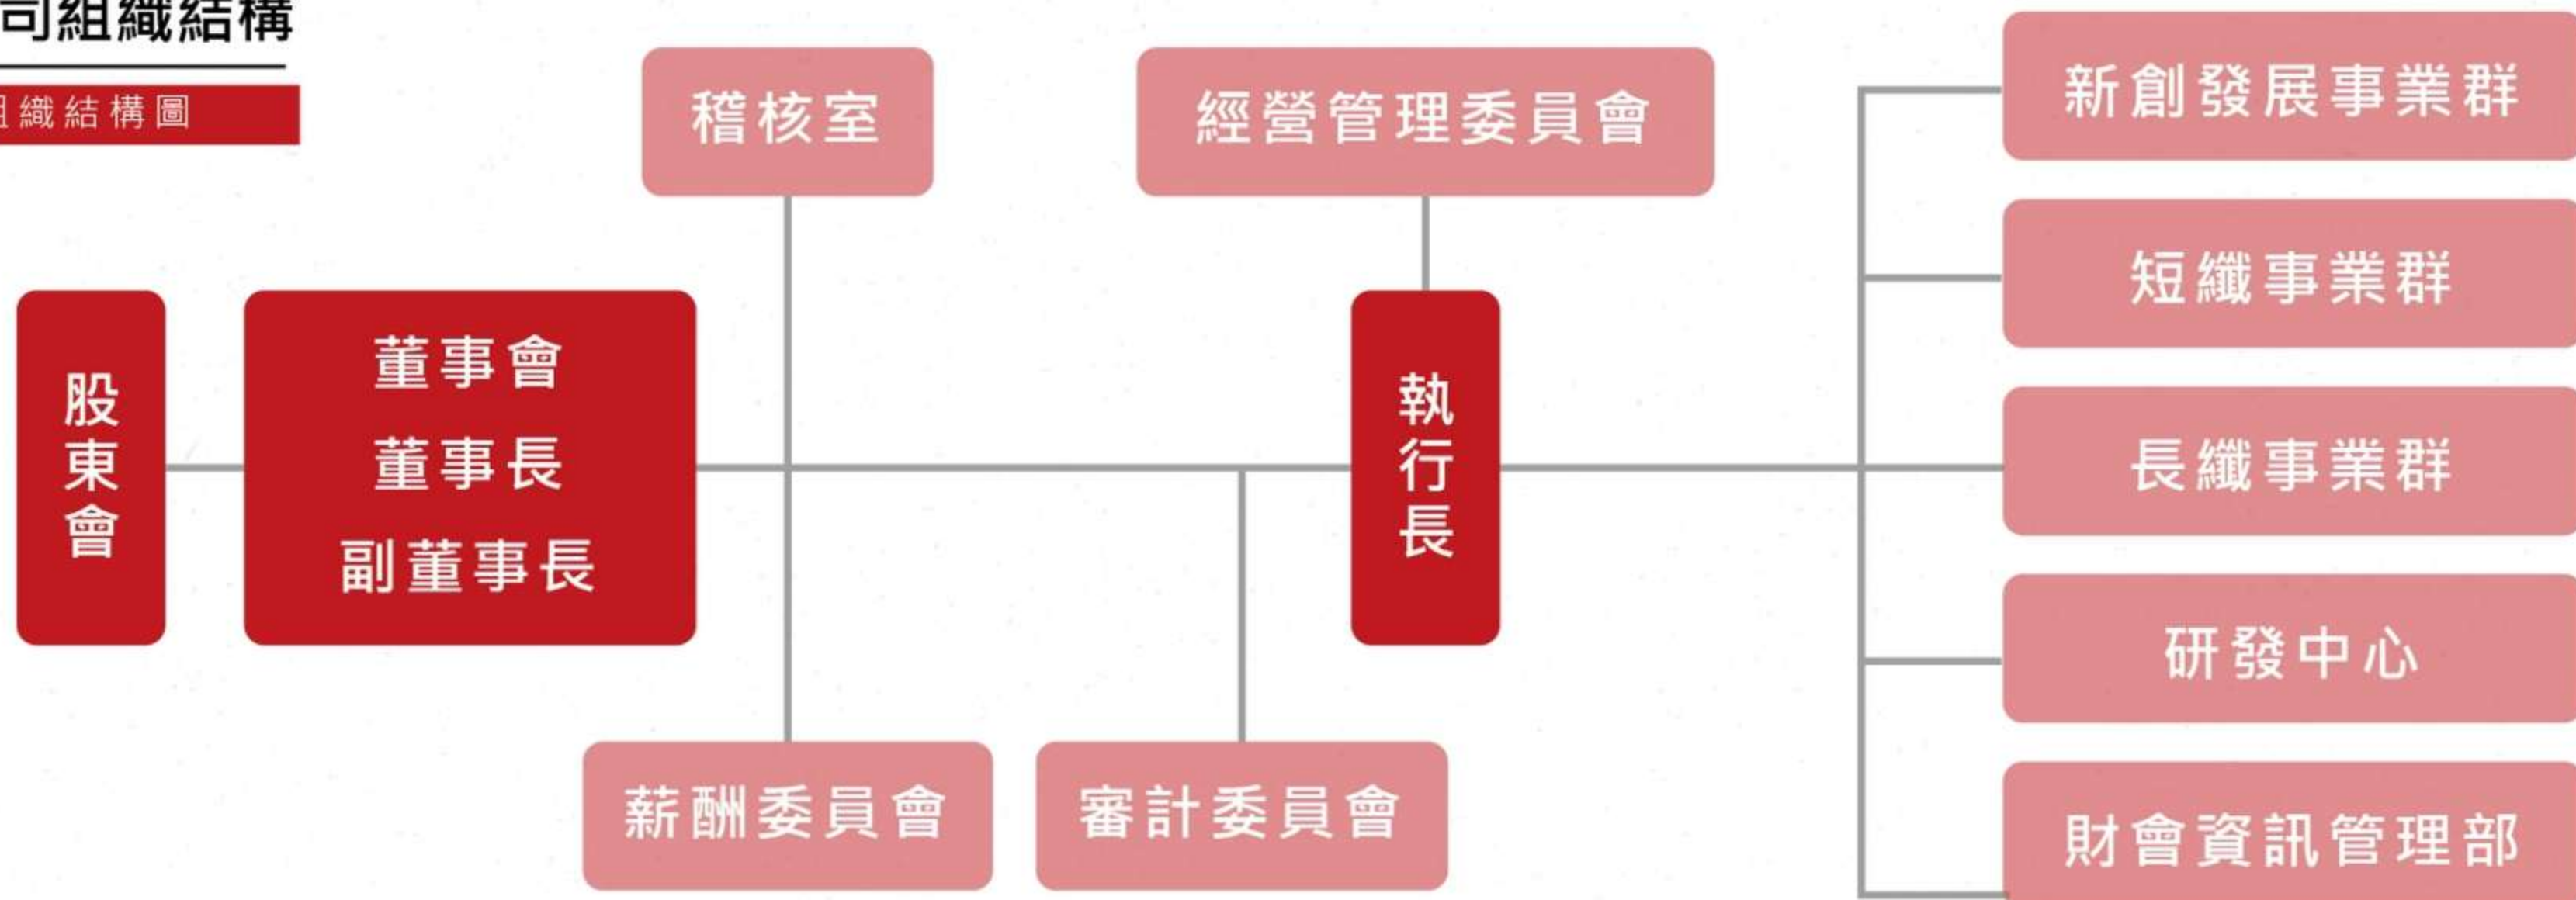 司組織結構
組織結構圖
稽核室
經營管理委員會
股東會
董事會
董事長
副董事長
執行長
薪酬委員會
審計委員會
新創發展事業群
短纖事業群
長纖事業群
研發中心
財會資訊管理部